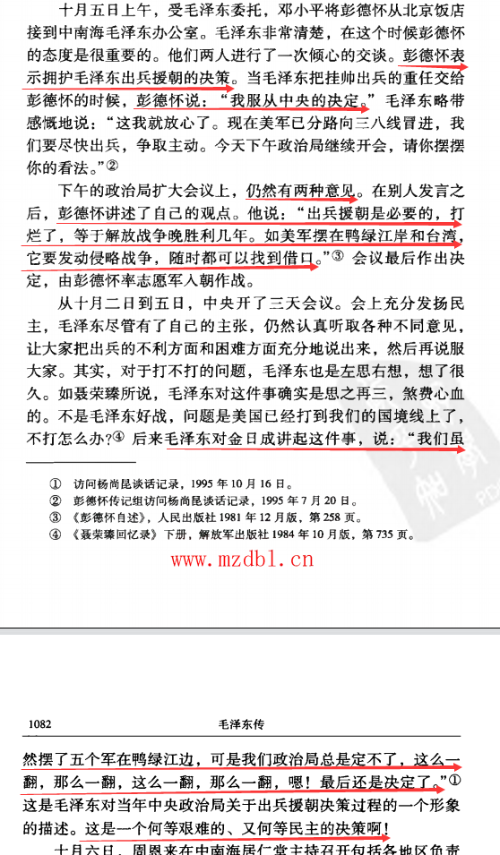 十月五日上午，受毛泽东委托，邓小平将彭德怀从北京饭店
接到中南海毛泽东办公室。毛泽东非常清楚，在这个时候彭德怀
的态度是很重要的。他们两人进行了一次倾心的交谈。彭德怀表
示拥护毛泽东出兵援朝的决策。当毛泽东把挂帅出兵的重任交给
彭德怀的时候，彭德怀说：“我服从中央的决定。”毛泽东略带
感慨地说：“这我就放心了。现在美军已分路向三八线冒进，我
们要尽快出兵，争取主动。今天下午政治局继续开会，请你摆摆
你的看法。”②
下午的政治局扩大会议上，仍然有两种意见。在别人发言之
后，彭德怀讲述了自己的观点。他说：“出兵援朝是必要的，打
烂了，等于解放战争晚胜利几年。如美军摆在鸭绿江岸和台湾，
它要发动侵略战争，随时都可以找到借口。”③ 会议最后作出决
定，由彭德怀率志愿军入朝作战。
从十月二日到五日，中央开了三天会议。会上充分发扬民
主，毛泽东尽管有了自己的主张，仍然认真听取各种不同意见，
让大家把出兵的不利方面和困难方面充分地说出来，然后再说服
大家。其实，对于打不打的问题，毛泽东也是左思右想，想了很
久。如聂荣臻所说，毛泽东对这件事确实是思之再三，煞费心血
的。不是毛泽东好战，问题是美国已经打到我们的国境线上了，
不打怎么办?④ 后来毛泽东对金日成讲起这件事，说：“我们虽
① 访问杨尚昆谈话记录，1995 年 10 月 16 日。
② 彭德怀传记组访问杨尚昆谈话记录，1995 年 7 月 20 日。
③ 《彭德怀自述》，人民出版社 1981 年 12 月版，第 258 页。
④ 《聂荣臻回忆录》下册，解放军出版社 1984 年 10 月版，第 735 页。
www.mzdbl.cn
1082 毛泽东传
然摆了五个军在鸭绿江边，可是我们政治局总是定不了，这么一
翻，那么一翻，这么一翻，那么一翻，嗯！最后还是决定了。”①
这是毛泽东对当年中央政治局关于出兵援朝决策过程的一个形象
的描述。这是一个何等艰难的、又何等民主的决策啊！
十月六日，周恩来在中南海居仁堂主持召开包括各地区负责